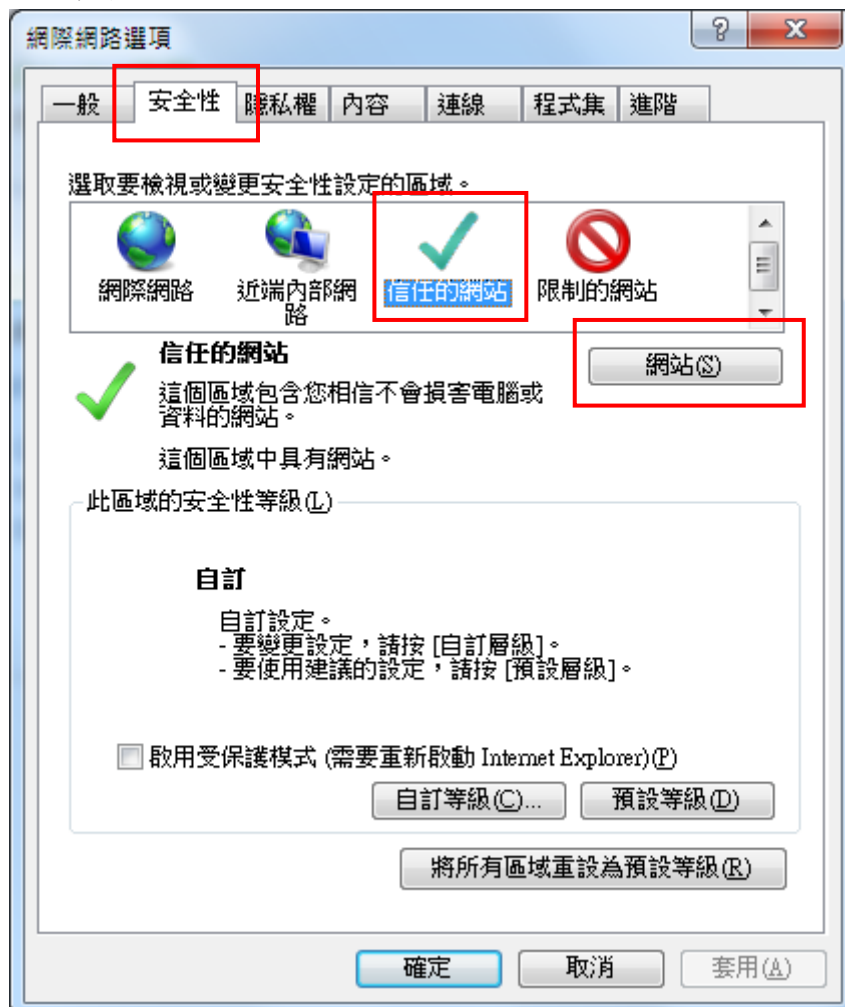 網際網路選項
一般 安全性 隱私權 內容 連線 程式集 進階
選取要檢視或變更安全性設定的區域。
網際網路 近端內部網路 信任的網站 限制的網站
信任的網站
網站(S)
這個區域包含您相信不會損害電腦或
資料的網站。
這個區域中具有網站。
此區域的安全性等級(L)
自訂
自訂設定。
- 要變更設定，請按 [自訂層級]。
- 要使用建議的設定，請按 [預設層級]。
啟用受保護模式 (需要重新啟動 Internet Explorer)(P)
自訂等級(C)... 預設等級(D)
將所有區域重設為預設等級(R)
確定 取消 套用(A)